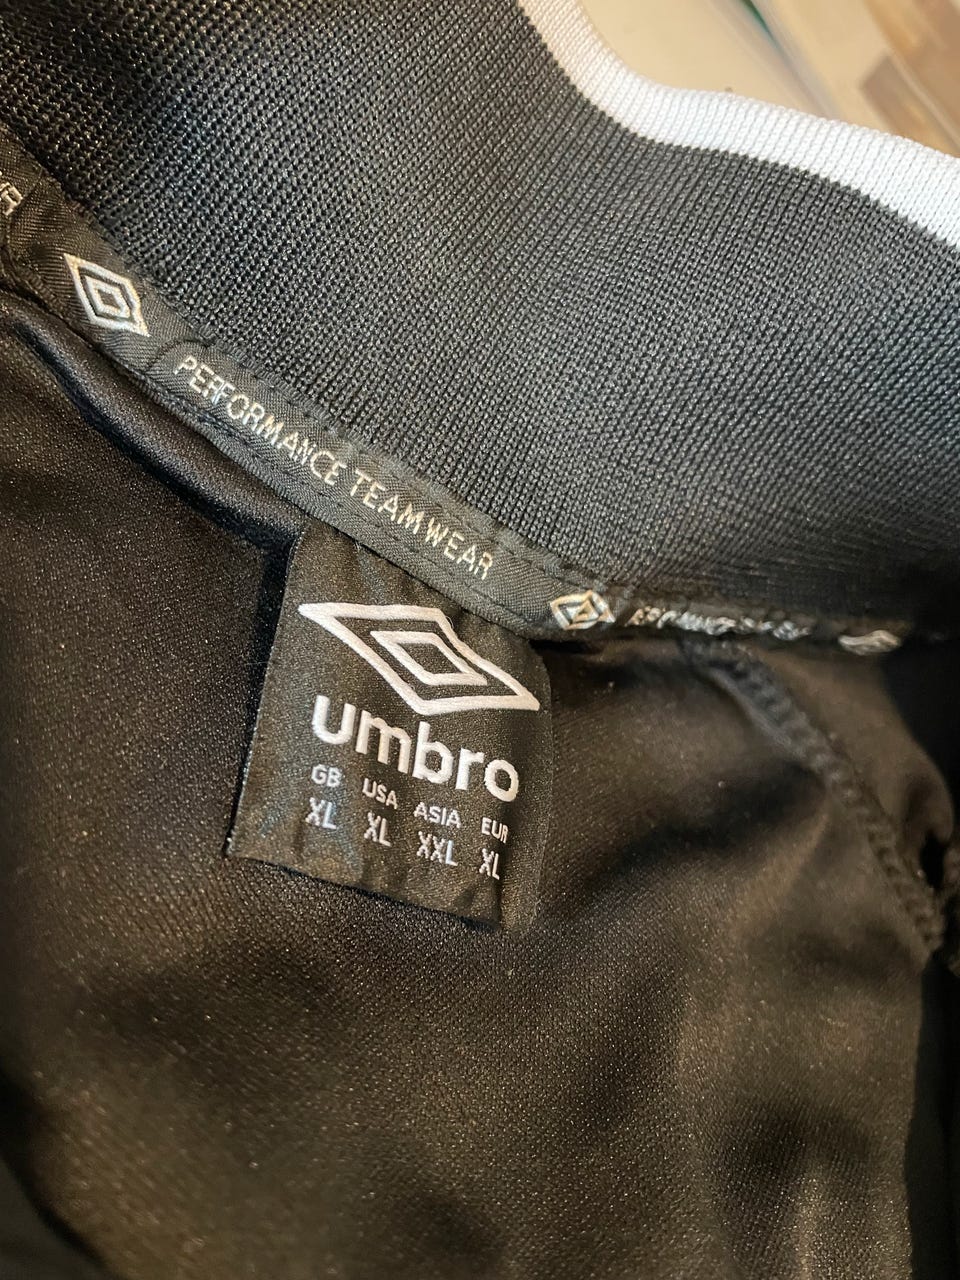 PERFORMANCE TEAMWEAR
umbro
GB USA ASIA EUR
XL XL XXL XL